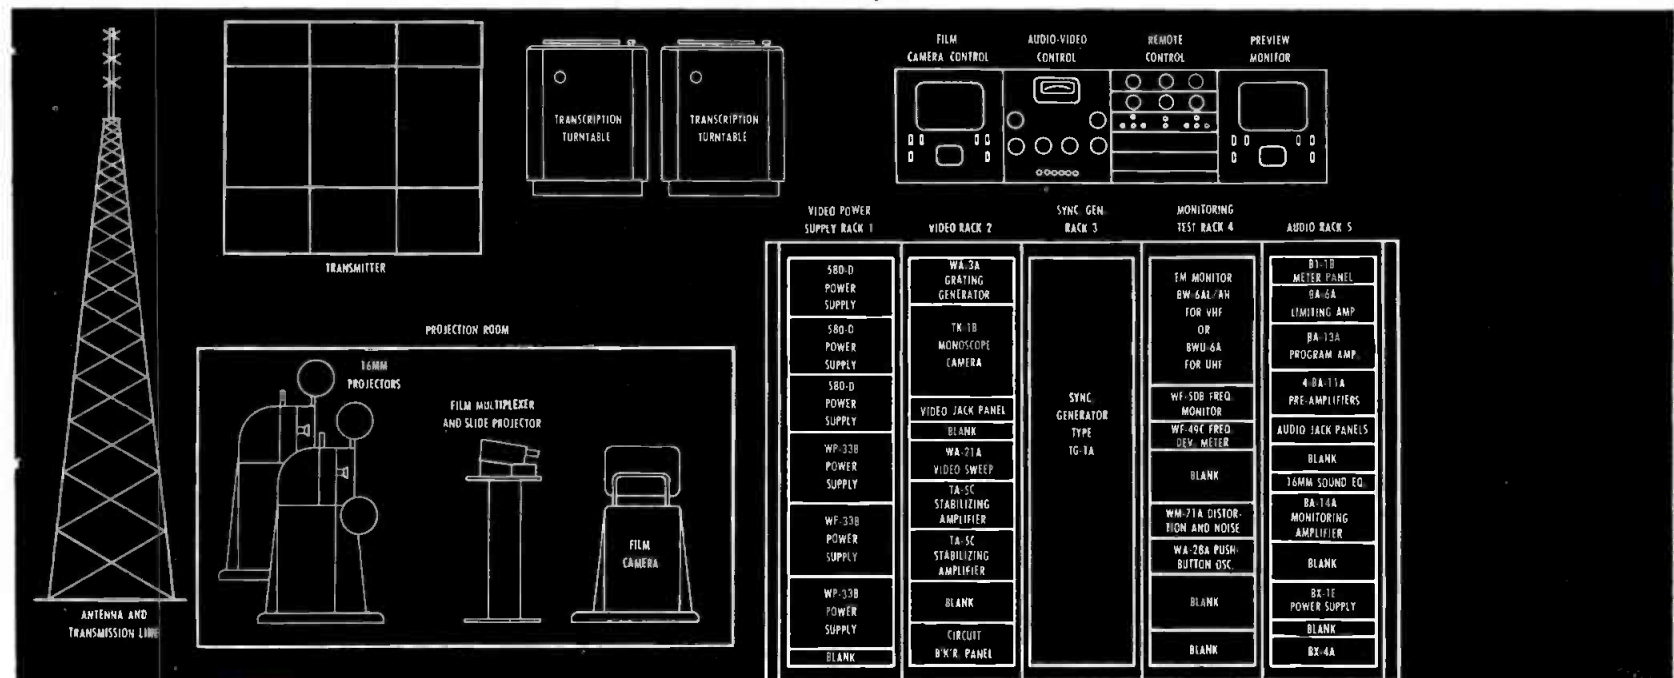 FILM
CAMERA CONTROL
AUDIO-VIDEO
CONTROL
REMOTE
CONTROL
PREVIEW
MONITOR
TRANSCRIPTION
TURNTABLE
TRANSCRIPTION
TURNTABLE
TRANSMITTER
ANTENNA AND
TRANSMISSION LINE
PROJECTION ROOM
16MM
PROJECTORS
FILM MULTIPLEXER
AND SLIDE PROJECTOR
FILM
CAMERA
VIDEO POWER
SUPPLY RACK 1
580-D
POWER
SUPPLY
580-D
POWER
SUPPLY
580-D
POWER
SUPPLY
WP-33B
POWER
SUPPLY
WP-33B
POWER
SUPPLY
WP-33B
POWER
SUPPLY
BLANK
VIDEO RACK 2
WA-3A
GRATING
GENERATOR
TK-1B
MONOSCOPE
CAMERA
VIDEO JACK PANEL
BLANK
WA-21A
VIDEO SWEEP
TA-5C
STABILIZING
AMPLIFIER
TA-5C
STABILIZING
AMPLIFIER
BLANK
CIRCUIT
B'K'R. PANEL
SYNC. GEN.
RACK 3
SYNC
GENERATOR
TYPE
TG-1A
MONITORING
TEST RACK 4
FM MONITOR
BW-6AL/AH
FOR VHF
OR
BWU-6A
FOR UHF
WF-50B FREQ.
MONITOR
WF-49C FREQ.
DEV. METER
BLANK
WM-71A DISTOR-
TION AND NOISE
WA-28A PUSH-
BUTTON OSC.
BLANK
BLANK
AUDIO RACK 5
BI-1B
METER PANEL
BA-6A
LIMITING AMP
BA-13A
PROGRAM AMP.
4-BA-11A
PRE-AMPLIFIERS
AUDIO JACK PANELS
BLANK
16MM SOUND EQ.
BA-14A
MONITORING
AMPLIFIER
BLANK
BX-1E
POWER SUPPLY
BLANK
BX-4A